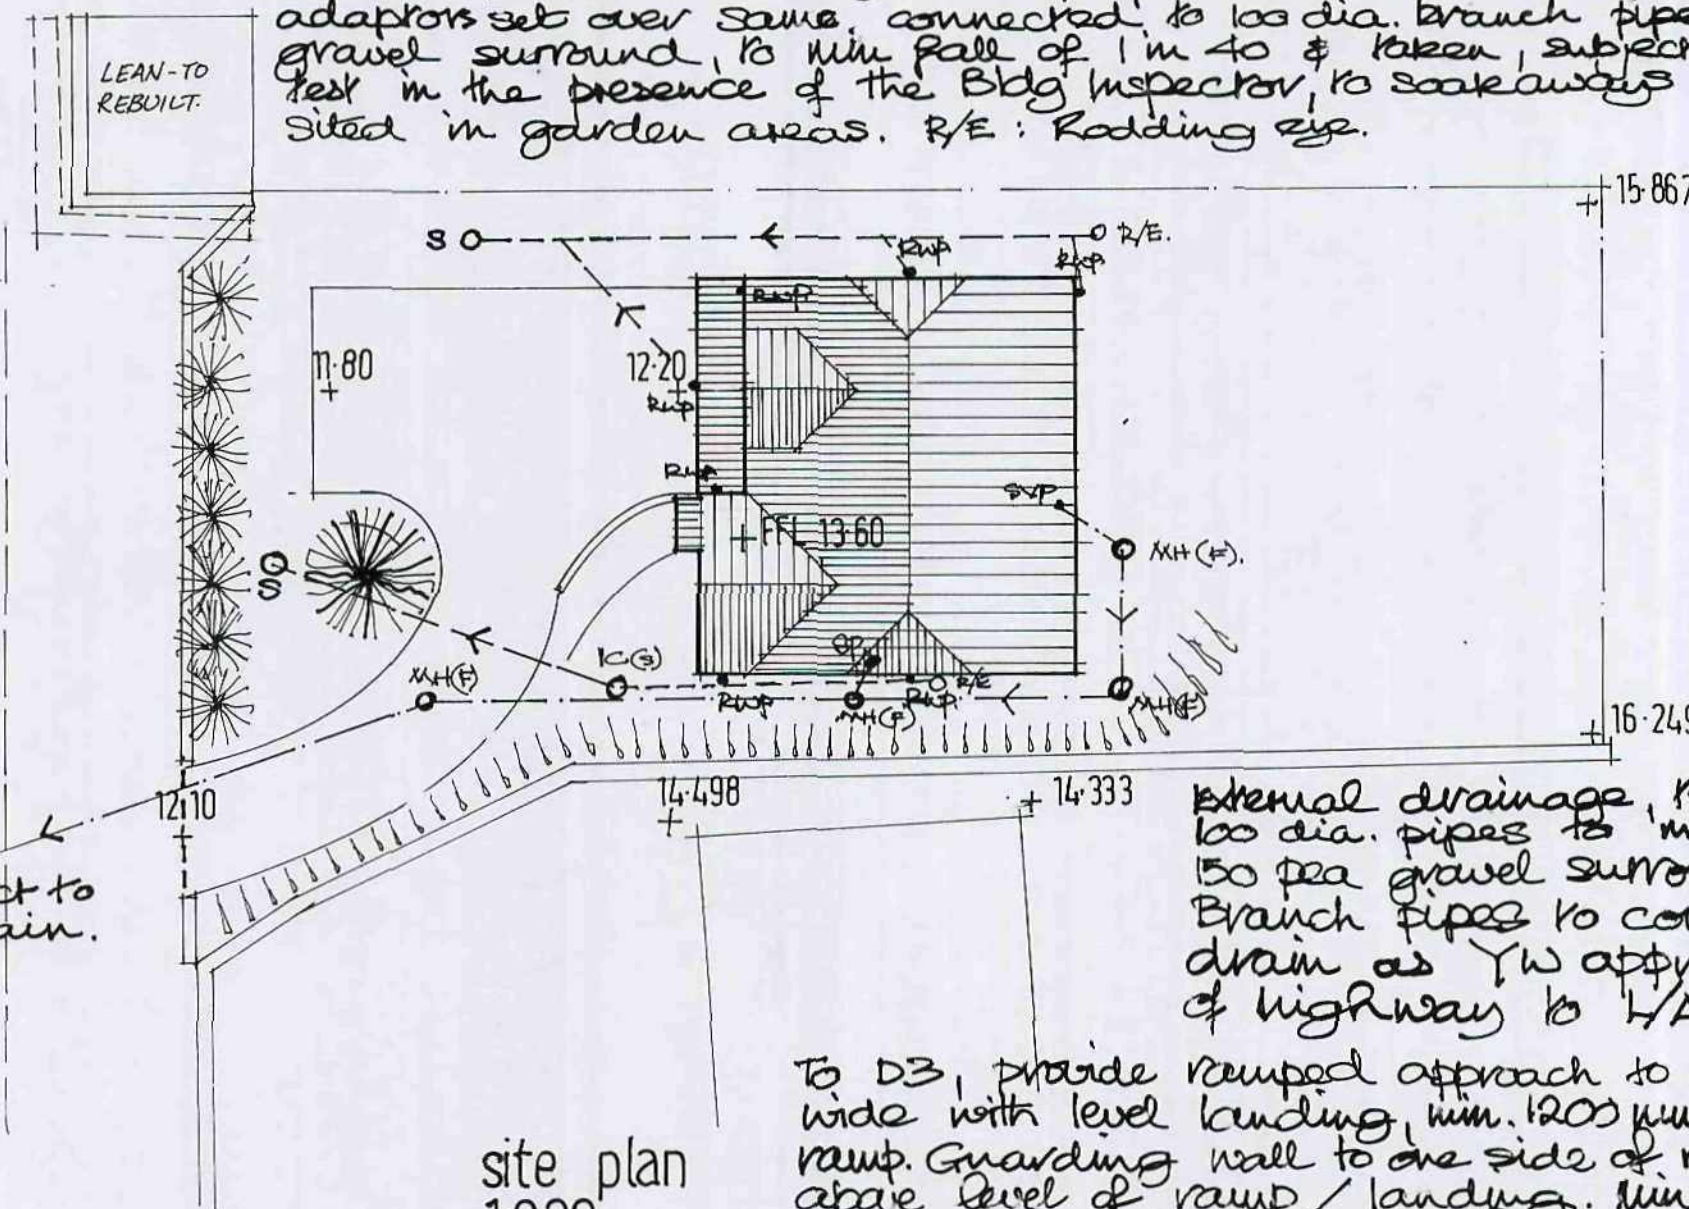 adaptors set over same, connected to 100 dia. branch pipe
gravel surround, to min fall of 1 in 40 & taken, subject
test in the presence of the Bldg Inspector, to soakaways
sited in garden areas. R/E : Rodding eye.
LEAN-TO
REBUILT.
15·867
S
R/E.
RWP
RWP
RWP
11·80
12·20
RWP
RWP
SVP
FFL 13·60
MH(F).
S
GP
IC(S)
MH(F)
R/E
RWP
MH(F)
RWP.
MH(F)
16·249
12·10
14·498
14·333
External drainage,
100 dia. pipes to
150 pea gravel
Branch pipes to
drain as YW
of highway to
ct to
ain.
To D3, provide ramped approach to
wide with level landing, min. 1200
ramp. Guarding wall to one side of
above level of ramp / landing. Min
site plan